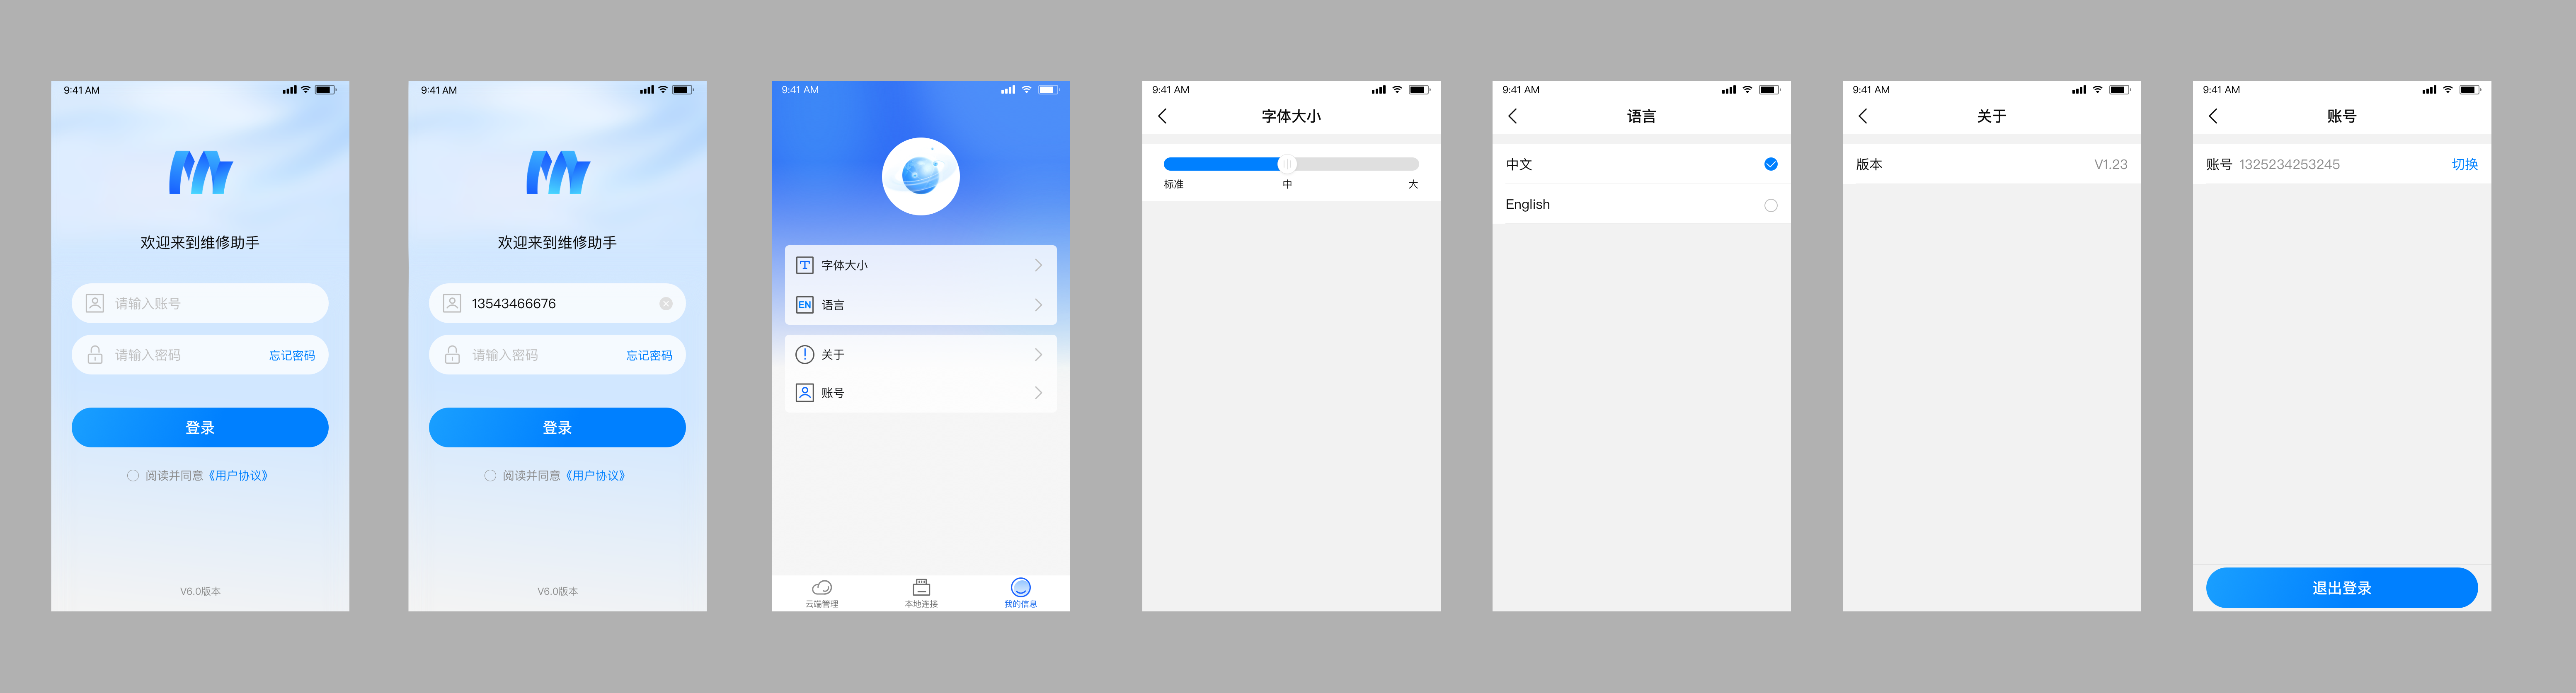 9:41 AM
欢迎来到维修助手
请输入账号
请输入密码 忘记密码
登录
阅读并同意《用户协议》
V6.0版本
9:41 AM
欢迎来到维修助手
13543466676
请输入密码 忘记密码
登录
阅读并同意《用户协议》
V6.0版本
9:41 AM
T 字体大小
EN 语言
关于
账号
云端管理 本地连接 我的信息
9:41 AM
字体大小
标准 中 大
9:41 AM
语言
中文
English
9:41 AM
关于
版本 V1.23
9:41 AM
账号
账号 1325234253245 切换
退出登录